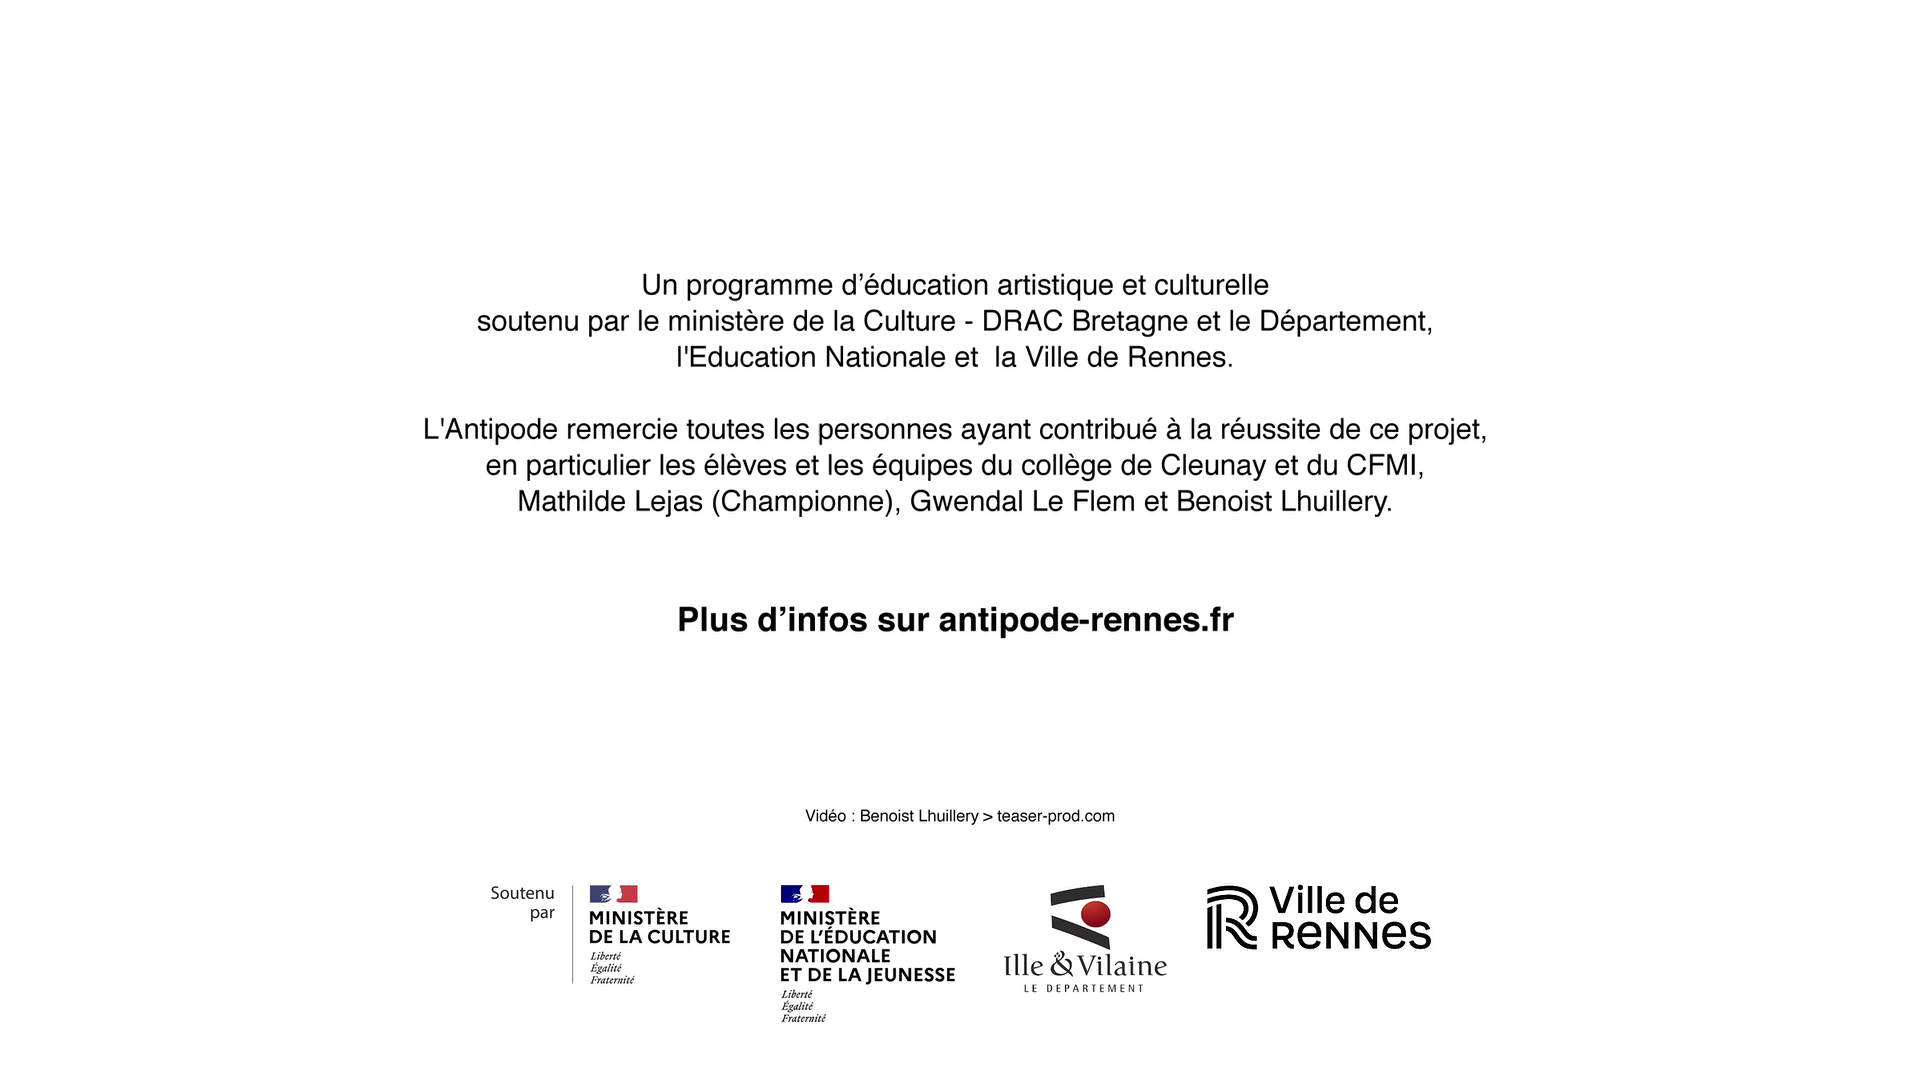 Un programme d’éducation artistique et culturelle
soutenu par le ministère de la Culture - DRAC Bretagne et le Département,
l'Education Nationale et  la Ville de Rennes.
L'Antipode remercie toutes les personnes ayant contribué à la réussite de ce projet,
en particulier les élèves et les équipes du collège de Cleunay et du CFMI,
Mathilde Lejas (Championne), Gwendal Le Flem et Benoist Lhuillery.
Plus d’infos sur antipode-rennes.fr
Vidéo : Benoist Lhuillery > teaser-prod.com
Soutenu
par
MINISTÈRE
DE LA CULTURE
Liberté
Égalité
Fraternité
MINISTÈRE
DE L’ÉDUCATION
NATIONALE
ET DE LA JEUNESSE
Liberté
Égalité
Fraternité
Ille & Vilaine
LE DEPARTEMENT
Ville de
RENNES